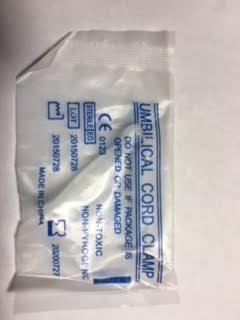 UMBILICAL CORD CLAMP
DO NOT USE IF PACKAGE IS
OPENED OR DAMAGED
CE 0123
STERILE EO
NON-TOXIC
LOT 20150728
NON-PYROGENIC
20150728
20200727
MADE IN CHINA